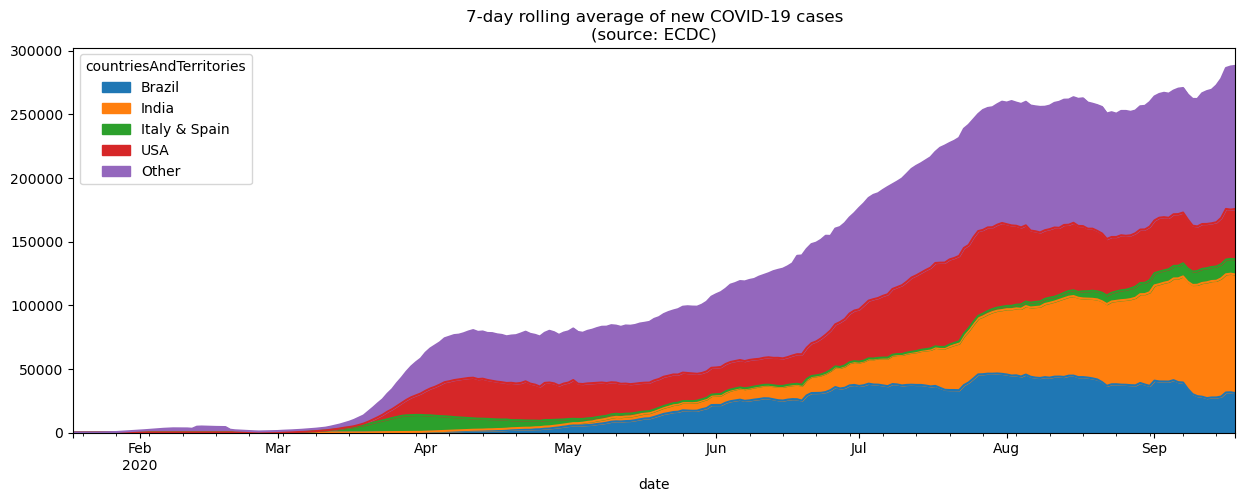 7-day rolling average of new COVID-19 cases
(source: ECDC)
300000
250000
200000
150000
100000
50000
0
countriesAndTerritories
Brazil
India
Italy & Spain
USA
Other
Feb Mar Apr May Jun Jul Aug Sep
2020
date